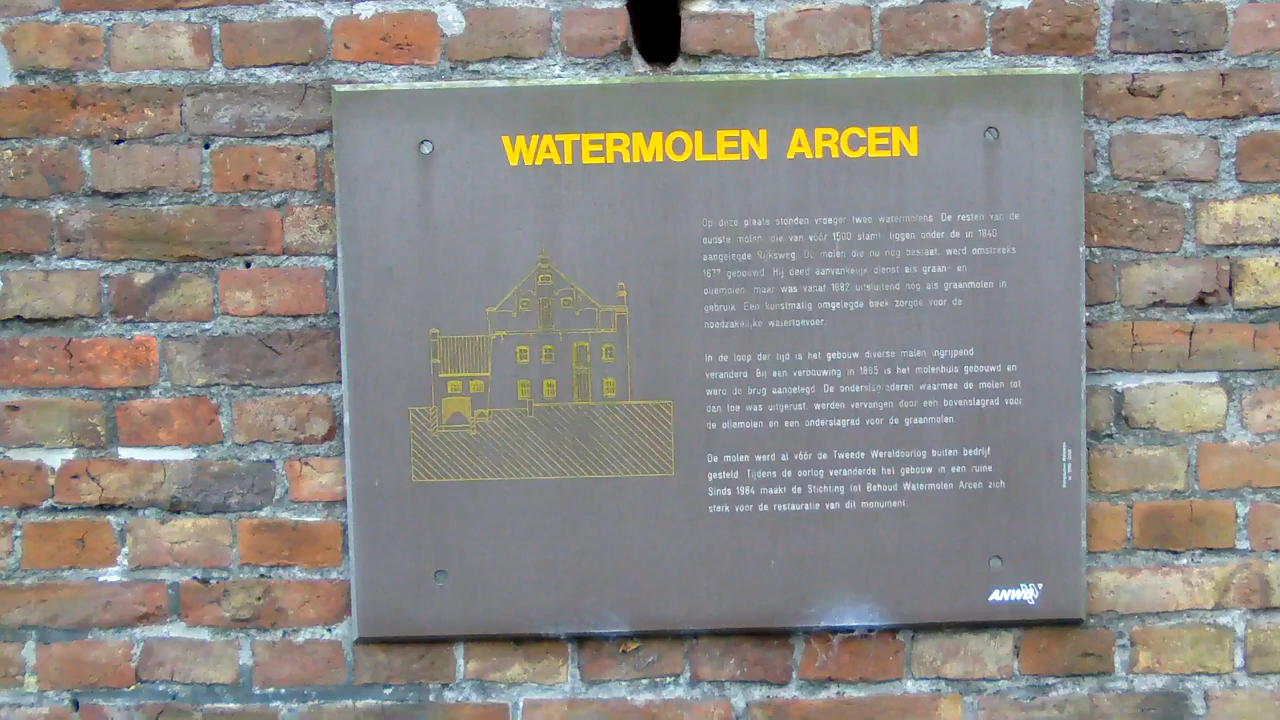 WATERMOLEN ARCEN
Op deze plaats stonden vroeger twee watermolens. De resten van de
oudste molen, die van vóór 1500 stamt, liggen onder de in 1840
aangelegde Rijksweg. De molen die nu nog bestaat, werd omstreeks
1677 gebouwd. Hij deed aanvankelijk dienst als graan- en
oliemolen, maar was vanaf 1882 uitsluitend nog als graanmolen in
gebruik. Een kunstmatig omgelegde beek zorgde voor de
noodzakelijke watertoevoer.
In de loop der tijd is het gebouw diverse malen ingrijpend
veranderd. Bij een verbouwing in 1865 is het molenhuis gebouwd en
werd de brug aangelegd. De onderslagraderen waarmee de molen tot
dan toe was uitgerust, werden vervangen door een bovenslagrad voor
de oliemolen en een onderslagrad voor de graanmolen.
De molen werd al vóór de Tweede Wereldoorlog buiten bedrijf
gesteld. Tijdens de oorlog veranderde het gebouw in een ruine.
Sinds 1984 maakt de Stichting tot Behoud Watermolen Arcen zich
sterk voor de restauratie van dit monument.
ANWB